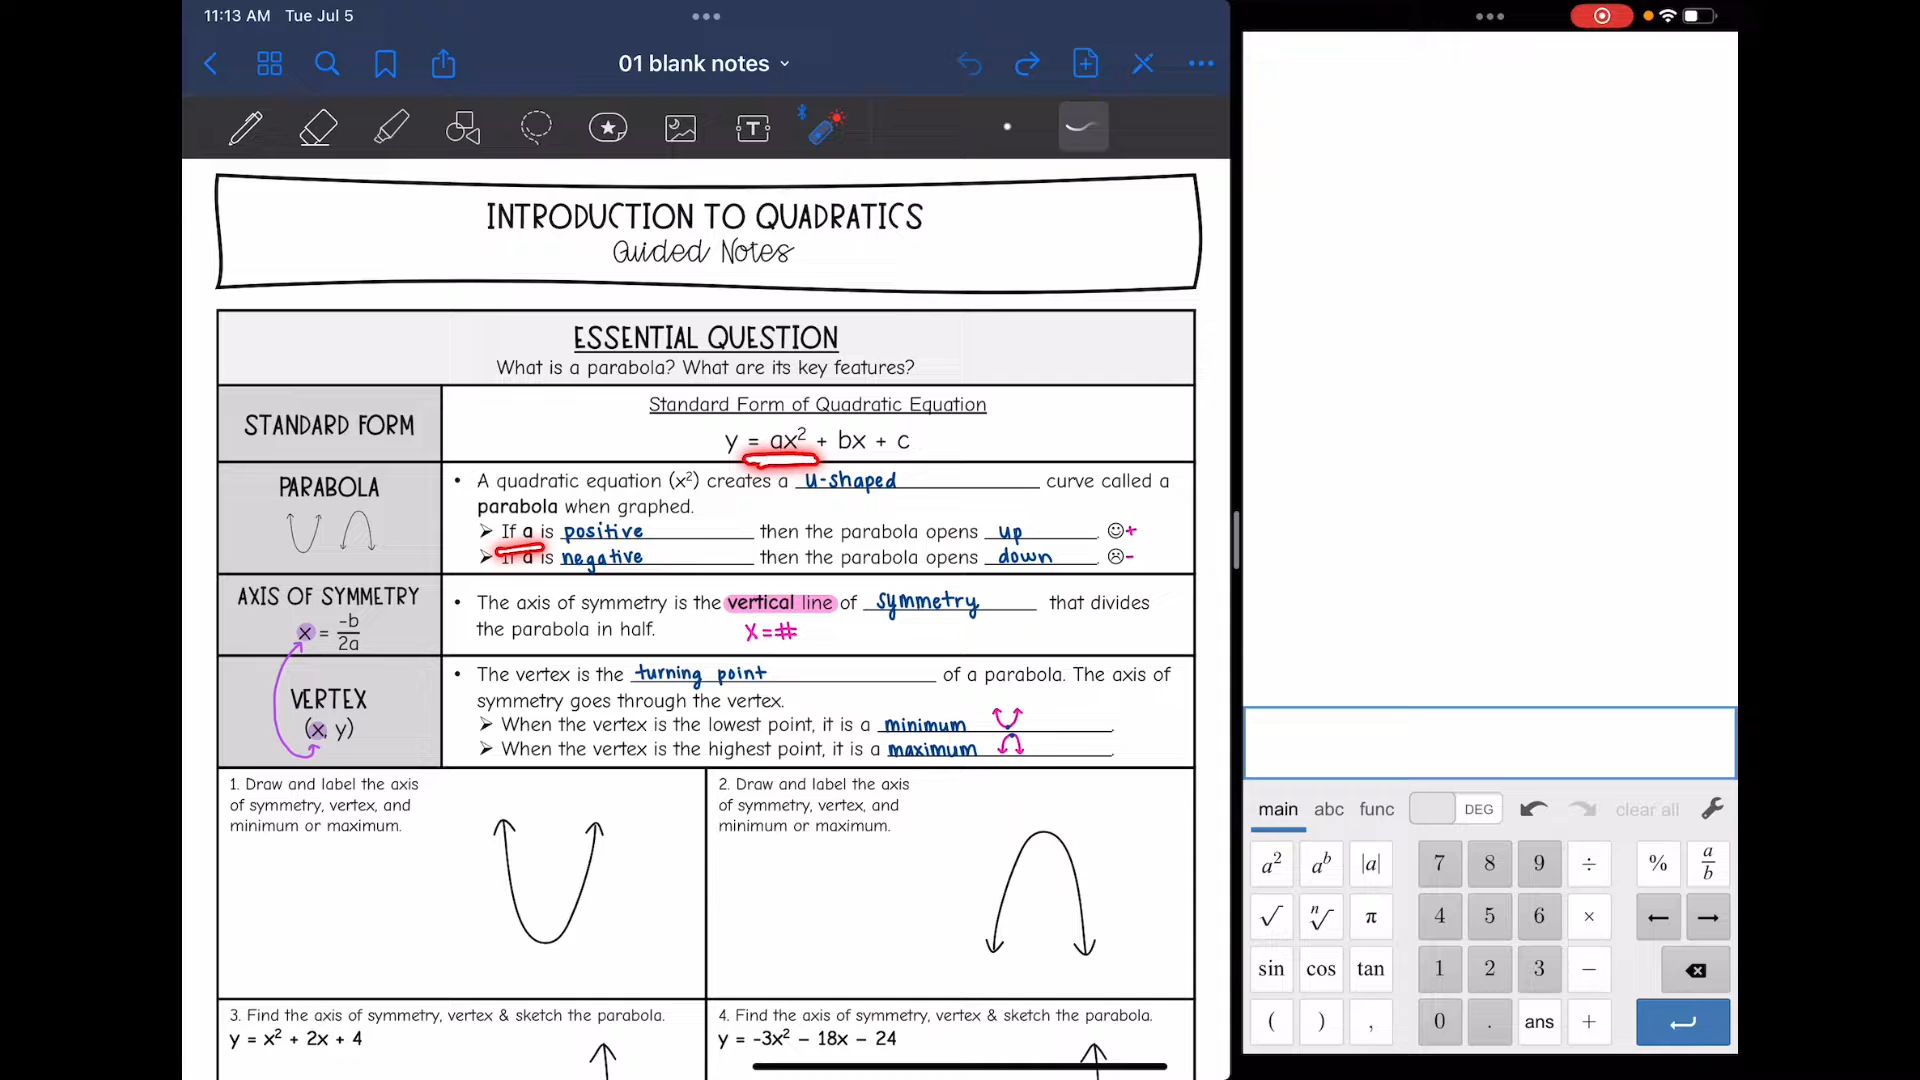 11:13 AM Tue Jul 5
01 blank notes
INTRODUCTION TO QUADRATICS
Guided Notes
ESSENTIAL QUESTION
What is a parabola? What are its key features?
STANDARD FORM
Standard Form of Quadratic Equation
y = ax² + bx + c
PARABOLA
• A quadratic equation (x²) creates a u-shaped curve called a
parabola when graphed.
➢ If a is positive then the parabola opens up. ☺+
➢ If a is negative then the parabola opens down. ☹-
AXIS OF SYMMETRY
x = -b/2a
• The axis of symmetry is the vertical line of symmetry that divides
the parabola in half. x=#
VERTEX
(x, y)
• The vertex is the turning point of a parabola. The axis of
symmetry goes through the vertex.
➢ When the vertex is the lowest point, it is a minimum.
➢ When the vertex is the highest point, it is a maximum.
1. Draw and label the axis
of symmetry, vertex, and
minimum or maximum.
2. Draw and label the axis
of symmetry, vertex, and
minimum or maximum.
3. Find the axis of symmetry, vertex & sketch the parabola.
y = x² + 2x + 4
4. Find the axis of symmetry, vertex & sketch the parabola.
y = -3x² – 18x – 24
main abc func DEG clear all
a² aᵇ |a| 7 8 9 ÷ % a/b
√ ⁿ√ π 4 5 6 × ← →
sin cos tan 1 2 3 −
( ) , 0 . ans +